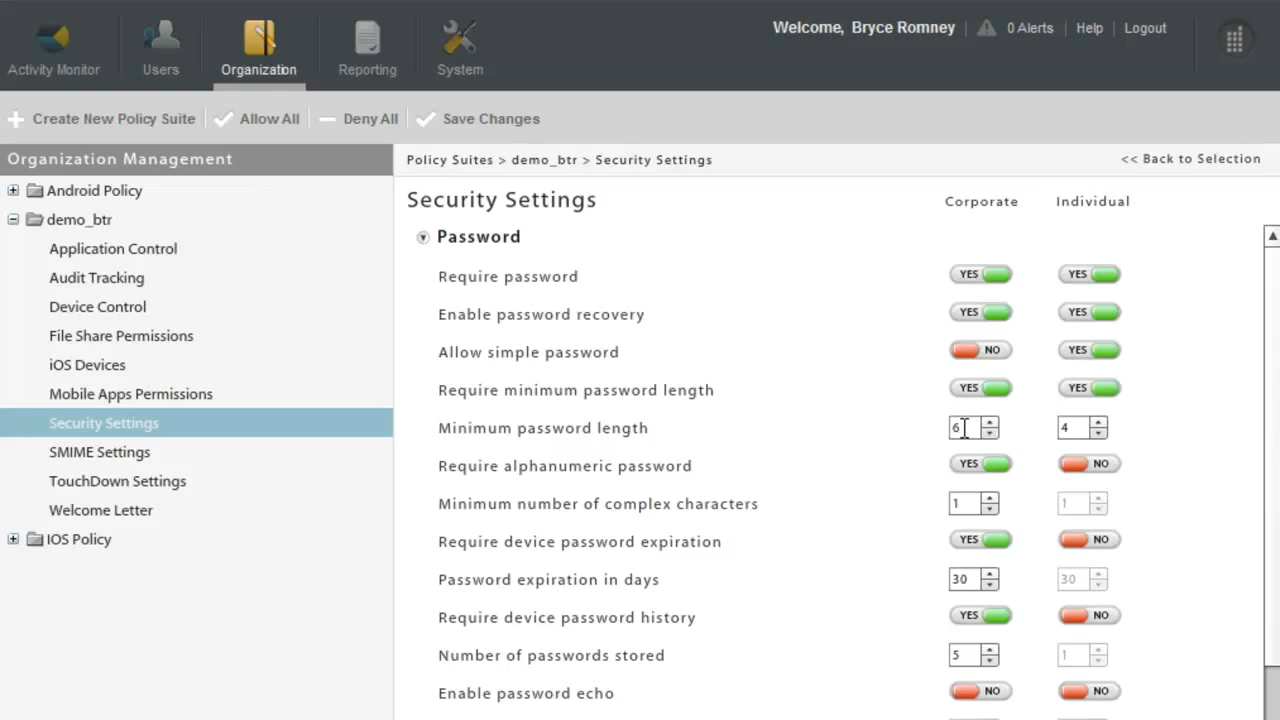 Welcome, Bryce Romney | 0 Alerts | Help | Logout
Activity Monitor Users Organization Reporting System
Create New Policy Suite Allow All Deny All Save Changes
Organization Management
Android Policy
demo_btr
Application Control
Audit Tracking
Device Control
File Share Permissions
iOS Devices
Mobile Apps Permissions
Security Settings
SMIME Settings
TouchDown Settings
Welcome Letter
IOS Policy
Policy Suites > demo_btr > Security Settings << Back to Selection
Security Settings Corporate Individual
Password
Require password YES YES
Enable password recovery YES YES
Allow simple password NO YES
Require minimum password length YES YES
Minimum password length 6 4
Require alphanumeric password YES NO
Minimum number of complex characters 1 1
Require device password expiration YES NO
Password expiration in days 30 30
Require device password history YES NO
Number of passwords stored 5 1
Enable password echo NO NO